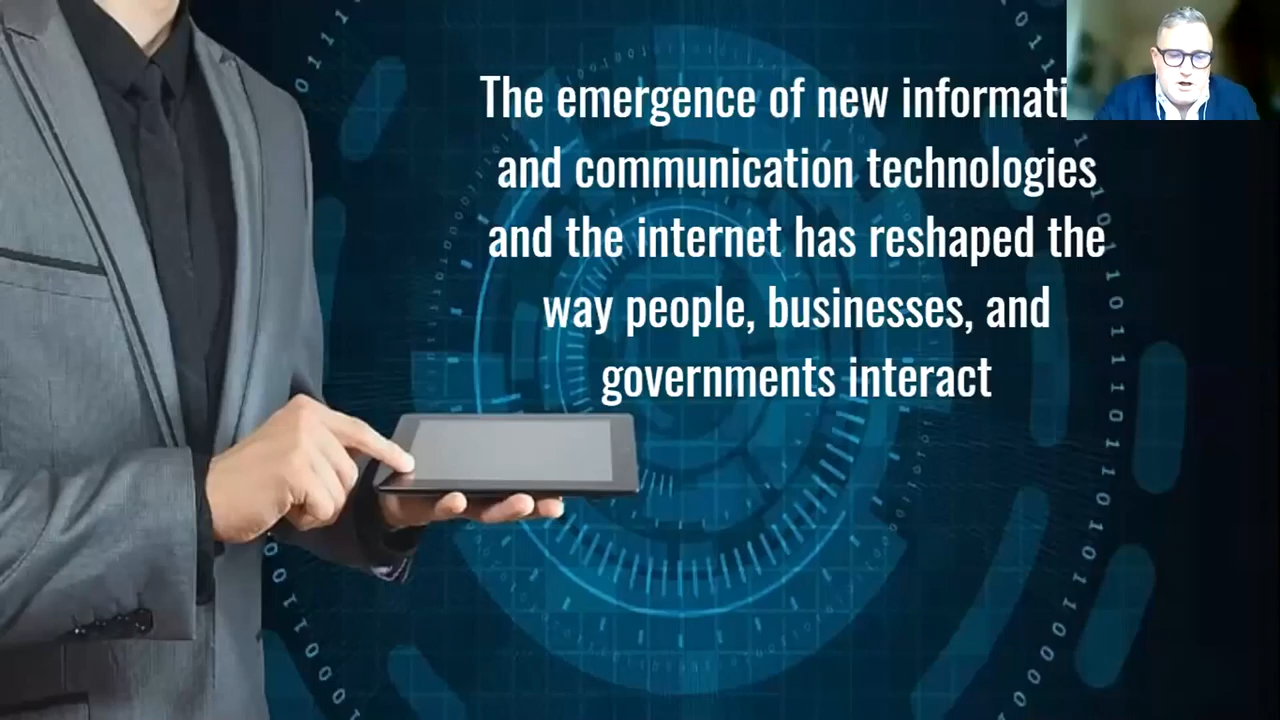 The emergence of new informati
and communication technologies
and the internet has reshaped the
way people, businesses, and
governments interact